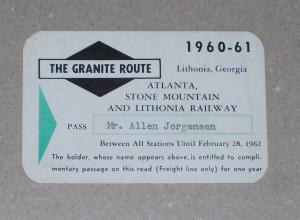 1960-61
THE GRANITE ROUTE
Lithonia, Georgia
ATLANTA,
STONE MOUNTAIN
AND LITHONIA RAILWAY
PASS Mr. Allen Jorgensen
Between All Stations Until February 28, 1962
The holder, whose name appears above, is entitled to compli-
mentary passage on this road (Freight line only) for one year